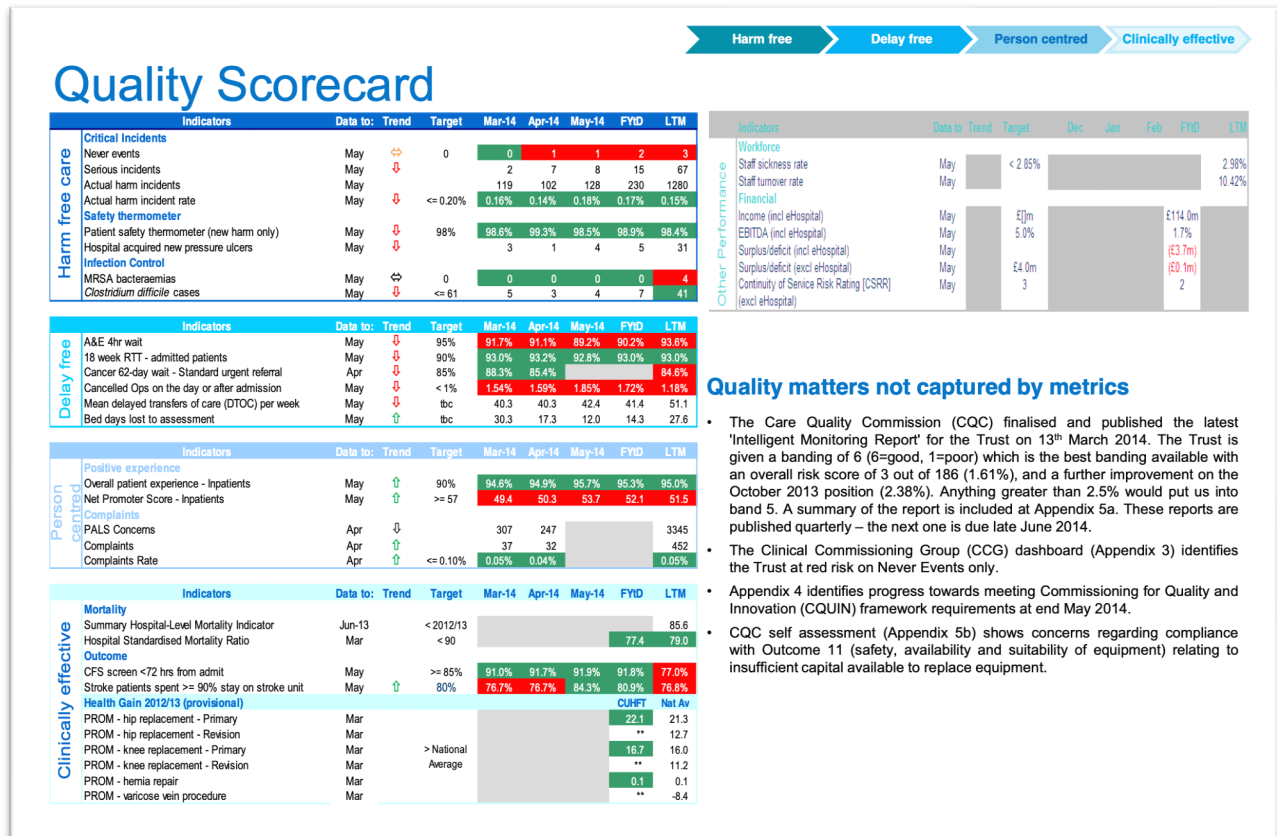 Harm free Delay free Person centred Clinically effective
Quality Scorecard
Indicators Data to: Trend Target Mar-14 Apr-14 May-14 FYtD LTM
Harm free care
Critical Incidents
Never events May 0 0 1 1 2 3
Serious incidents May 2 7 8 15 67
Actual harm incidents May 119 102 128 230 1280
Actual harm incident rate May <= 0.20% 0.16% 0.14% 0.18% 0.17% 0.15%
Safety thermometer
Patient safety thermometer (new harm only) May 98% 98.6% 99.3% 98.5% 98.9% 98.4%
Hospital acquired new pressure ulcers May 3 1 4 5 31
Infection Control
MRSA bacteraemias May 0 0 0 0 0 4
Clostridium difficile cases May <= 61 5 3 4 7 41
Indicators Data to: Trend Target Mar-14 Apr-14 May-14 FYtD LTM
Delay free
A&E 4hr wait May 95% 91.7% 91.1% 89.2% 90.2% 93.6%
18 week RTT - admitted patients May 90% 93.0% 93.2% 92.8% 93.0% 93.0%
Cancer 62-day wait - Standard urgent referral Apr 85% 88.3% 85.4% 84.6%
Cancelled Ops on the day or after admission May < 1% 1.54% 1.59% 1.85% 1.72% 1.18%
Mean delayed transfers of care (DTOC) per week May tbc 40.3 40.3 42.4 41.4 51.1
Bed days lost to assessment May tbc 30.3 17.3 12.0 14.3 27.6
Indicators Data to: Trend Target Mar-14 Apr-14 May-14 FYtD LTM
Person centred
Positive experience
Overall patient experience - Inpatients May 90% 94.6% 94.9% 95.7% 95.3% 95.0%
Net Promoter Score - Inpatients May >= 57 49.4 50.3 53.7 52.1 51.5
Complaints
PALS Concerns Apr 307 247 3345
Complaints Apr 37 32 452
Complaints Rate Apr <= 0.10% 0.05% 0.04% 0.05%
Indicators Data to: Trend Target Mar-14 Apr-14 May-14 FYtD LTM
Clinically effective
Mortality
Summary Hospital-Level Mortality Indicator Jun-13 < 2012/13 85.6
Hospital Standardised Mortality Ratio Mar < 90 77.4 79.0
Outcome
CFS screen <72 hrs from admit May >= 85% 91.0% 91.7% 91.9% 91.8% 77.0%
Stroke patients spent >= 90% stay on stroke unit May 80% 76.7% 76.7% 84.3% 80.9% 76.8%
Health Gain 2012/13 (provisional) CUHFT Nat Av
PROM - hip replacement - Primary Mar 22.1 21.3
PROM - hip replacement - Revision Mar ** 12.7
PROM - knee replacement - Primary Mar > National 16.7 16.0
PROM - knee replacement - Revision Mar Average ** 11.2
PROM - hernia repair Mar 0.1 0.1
PROM - varicose vein procedure Mar ** -8.4
Indicators Data to Trend Target Dec Jan Feb FYtD LTM
Other Performance
Workforce
Staff sickness rate May < 2.85% 2.98%
Staff turnover rate May 10.42%
Financial
Income (incl eHospital) May £[]m £114.0m
EBITDA (incl eHospital) May 5.0% 1.7%
Surplus/deficit (incl eHospital) May (£3.7m)
Surplus/deficit (excl eHospital) May £4.0m (£0.1m)
Continuity of Service Risk Rating [CSRR] May 3 2
(excl eHospital)
Quality matters not captured by metrics
• The Care Quality Commission (CQC) finalised and published the latest
'Intelligent Monitoring Report' for the Trust on 13th March 2014. The Trust is
given a banding of 6 (6=good, 1=poor) which is the best banding available with
an overall risk score of 3 out of 186 (1.61%), and a further improvement on the
October 2013 position (2.38%). Anything greater than 2.5% would put us into
band 5. A summary of the report is included at Appendix 5a. These reports are
published quarterly – the next one is due late June 2014.
• The Clinical Commissioning Group (CCG) dashboard (Appendix 3) identifies
the Trust at red risk on Never Events only.
• Appendix 4 identifies progress towards meeting Commissioning for Quality and
Innovation (CQUIN) framework requirements at end May 2014.
• CQC self assessment (Appendix 5b) shows concerns regarding compliance
with Outcome 11 (safety, availability and suitability of equipment) relating to
insufficient capital available to replace equipment.